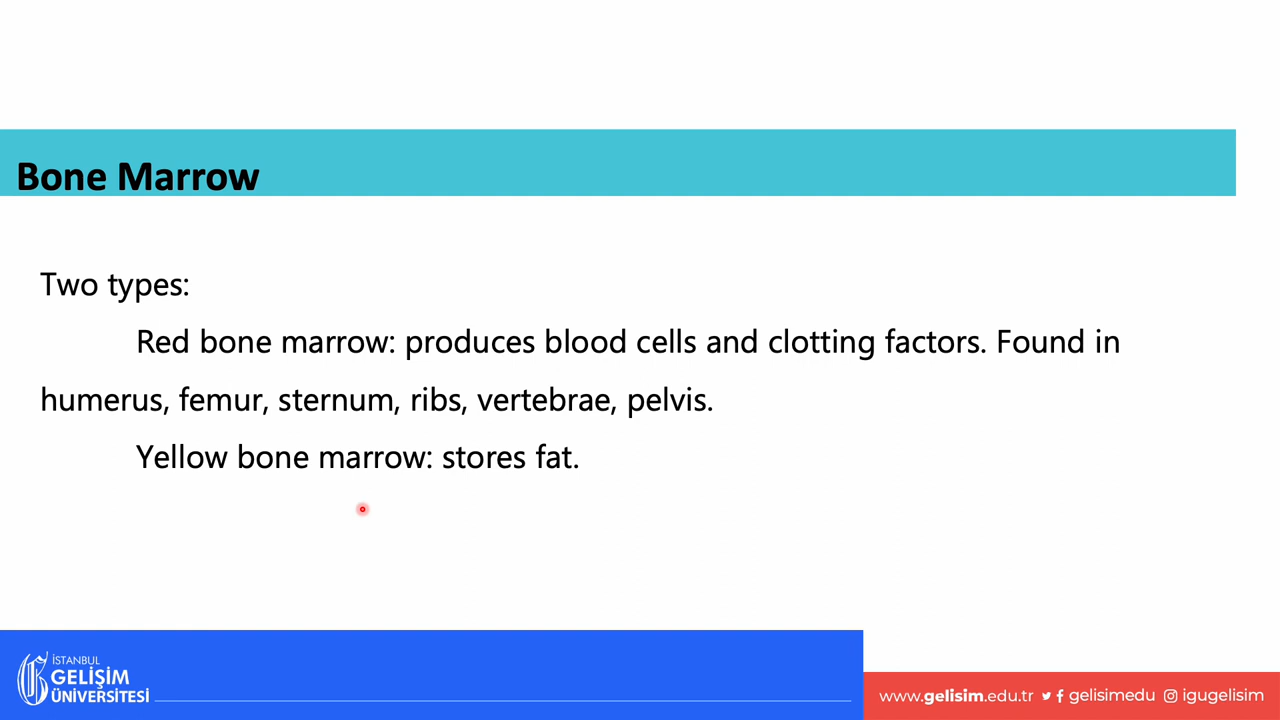 Bone Marrow
Two types:
Red bone marrow: produces blood cells and clotting factors. Found in
humerus, femur, sternum, ribs, vertebrae, pelvis.
Yellow bone marrow: stores fat.
İSTANBUL
GELİŞİM
ÜNİVERSİTESİ
www.gelisim.edu.tr gelisimedu igugelisim